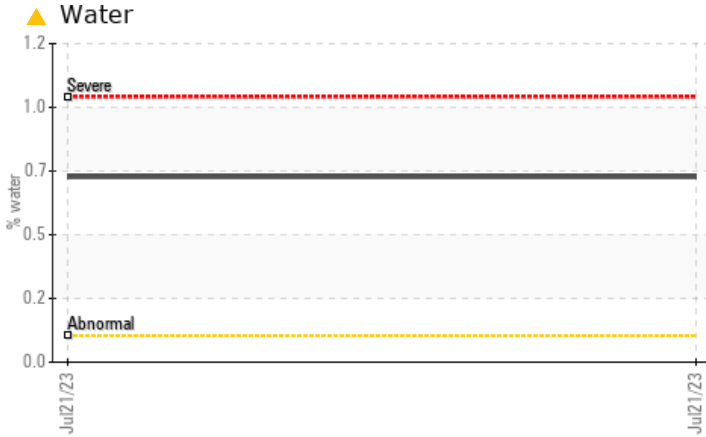 Water
1.2
Severe
1.0
0.7
% water
0.5
0.2
Abnormal
0.0
Jul21/23
Jul21/23